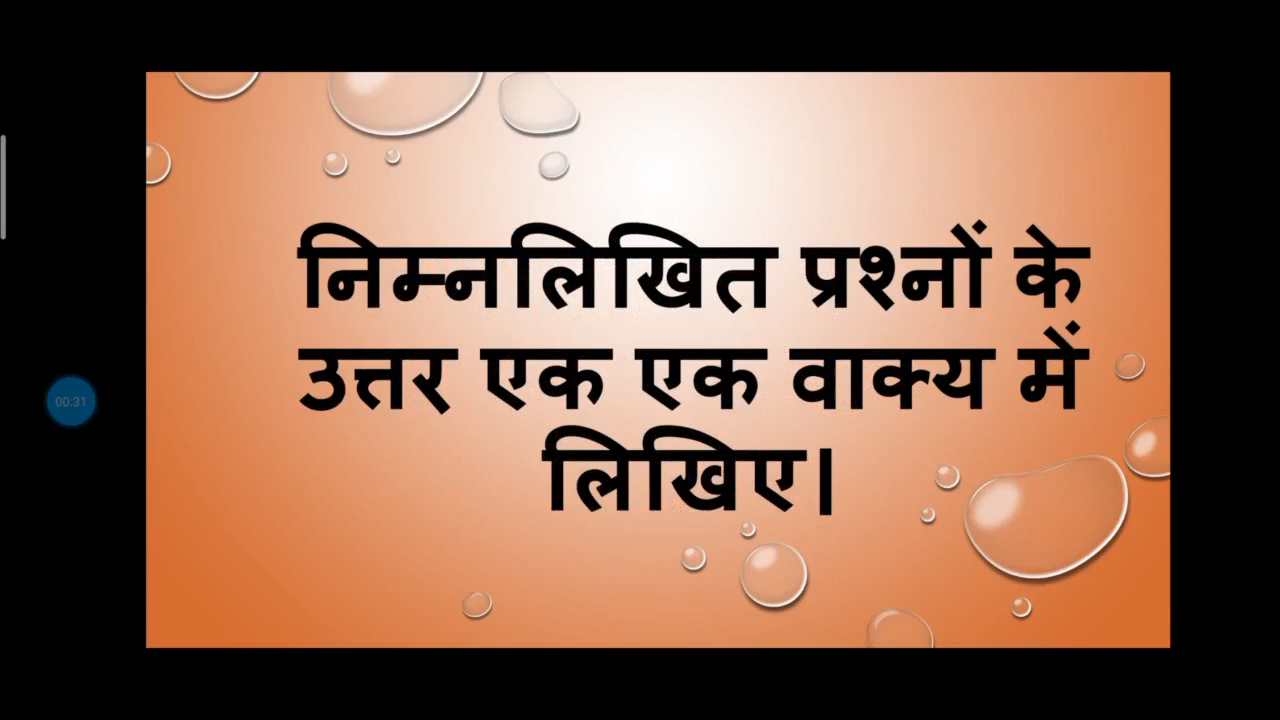 निम्नलिखित प्रश्नों के
उत्तर एक एक वाक्य में
लिखिए।
00:31